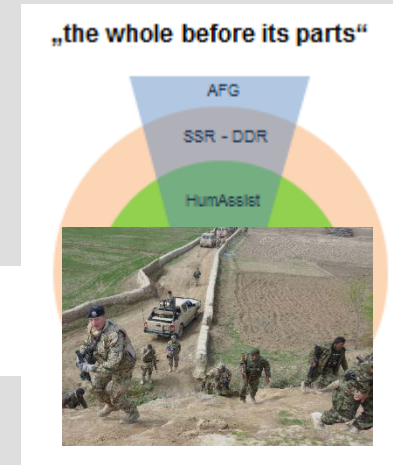 „the whole before its parts“
AFG
SSR - DDR
HumAssist